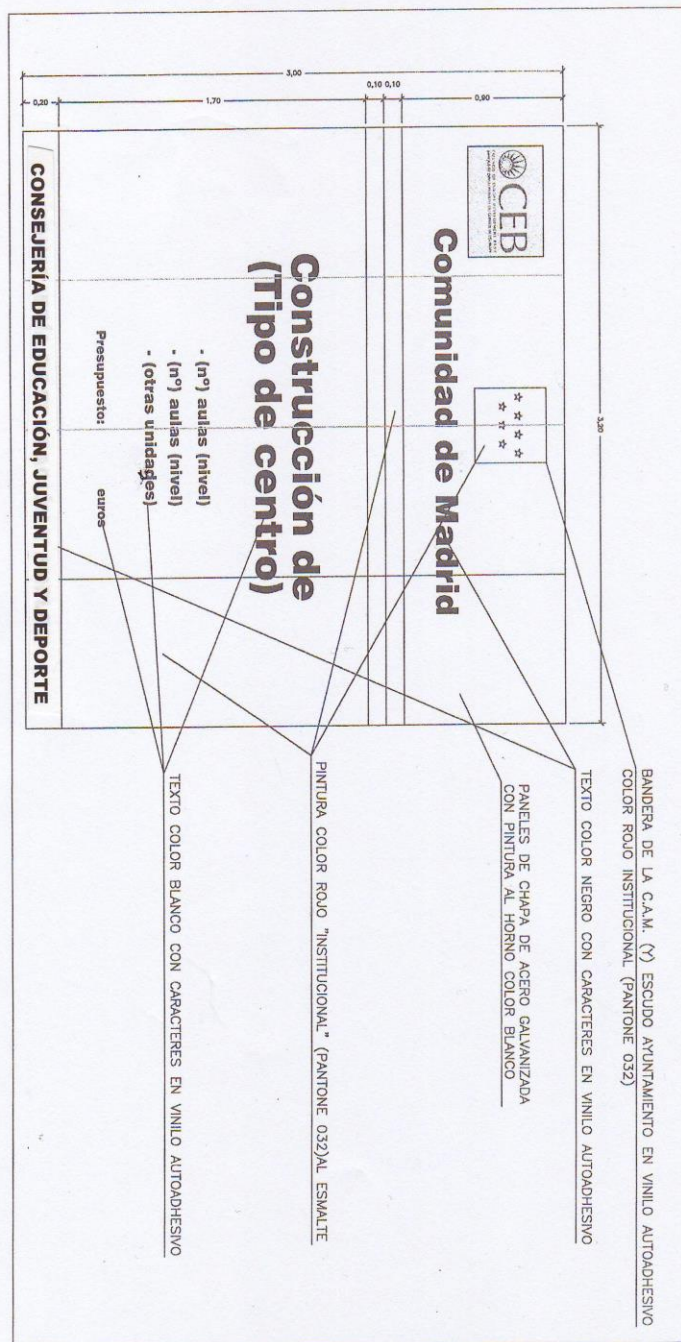 BANDERA DE LA C.A.M. (Y) ESCUDO AYUNTAMIENTO EN VINILO AUTOADHESIVO
COLOR ROJO INSTITUCIONAL (PANTONE 032)
TEXTO COLOR NEGRO CON CARACTERES EN VINILO AUTOADHESIVO
PANELES DE CHAPA DE ACERO GALVANIZADA
CON PINTURA AL HORNO COLOR BLANCO
PINTURA COLOR ROJO "INSTITUCIONAL" (PANTONE 032)AL ESMALTE
TEXTO COLOR BLANCO CON CARACTERES EN VINILO AUTOADHESIVO
3,20
CEB
Comunidad de Madrid
Construcción de
(Tipo de centro)
- (nº) aulas (nivel)
- (nº) aulas (nivel)
- (otras unidades)
Presupuesto: euros
CONSEJERÍA DE EDUCACIÓN, JUVENTUD Y DEPORTE
0,90
0,10
0,10
1,70
0,20
3,00